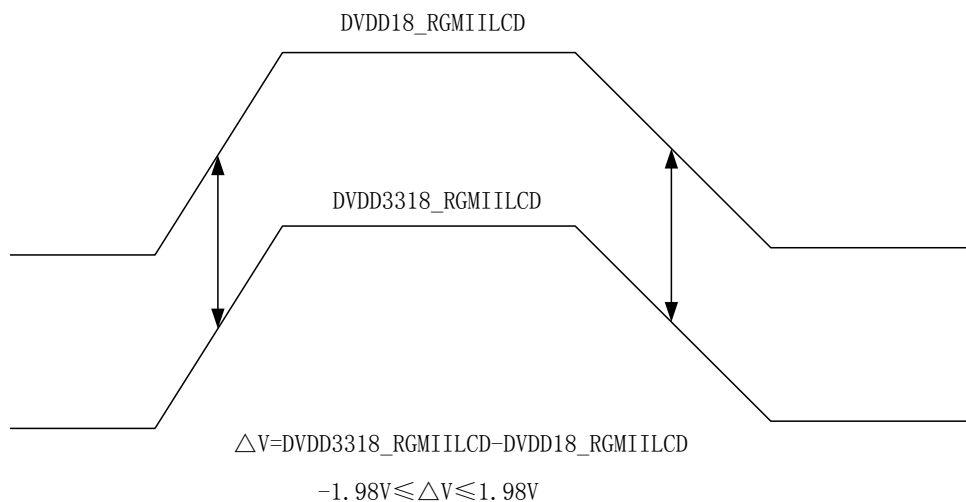 DVDD18_RGMIILCD
DVDD3318_RGMIILCD
△V=DVDD3318_RGMIILCD-DVDD18_RGMIILCD
-1.98V≤△V≤1.98V